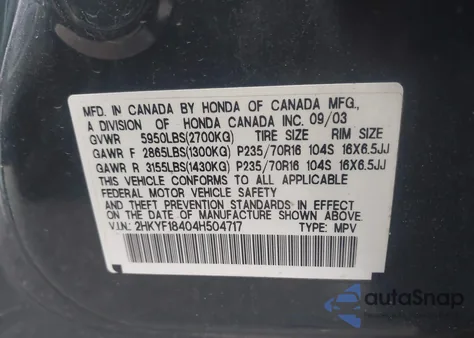 MFD. IN CANADA BY HONDA OF CANADA MFG.,
A DIVISION OF HONDA CANADA INC. 09/03
GVWR 5950LBS(2700KG) TIRE SIZE RIM SIZE
GAWR F 2865LBS(1300KG) P235/70R16 104S 16X6.5JJ
GAWR R 3155LBS(1430KG) P235/70R16 104S 16X6.5JJ
THIS VEHICLE CONFORMS TO ALL APPLICABLE
FEDERAL MOTOR VEHICLE SAFETY
AND THEFT PREVENTION STANDARDS IN EFFECT ON
THE DATE OF MANUFACTURE SHOWN ABOVE.
V.I.N.: 2HKYF18404H504717 TYPE: MPV
autaSnap